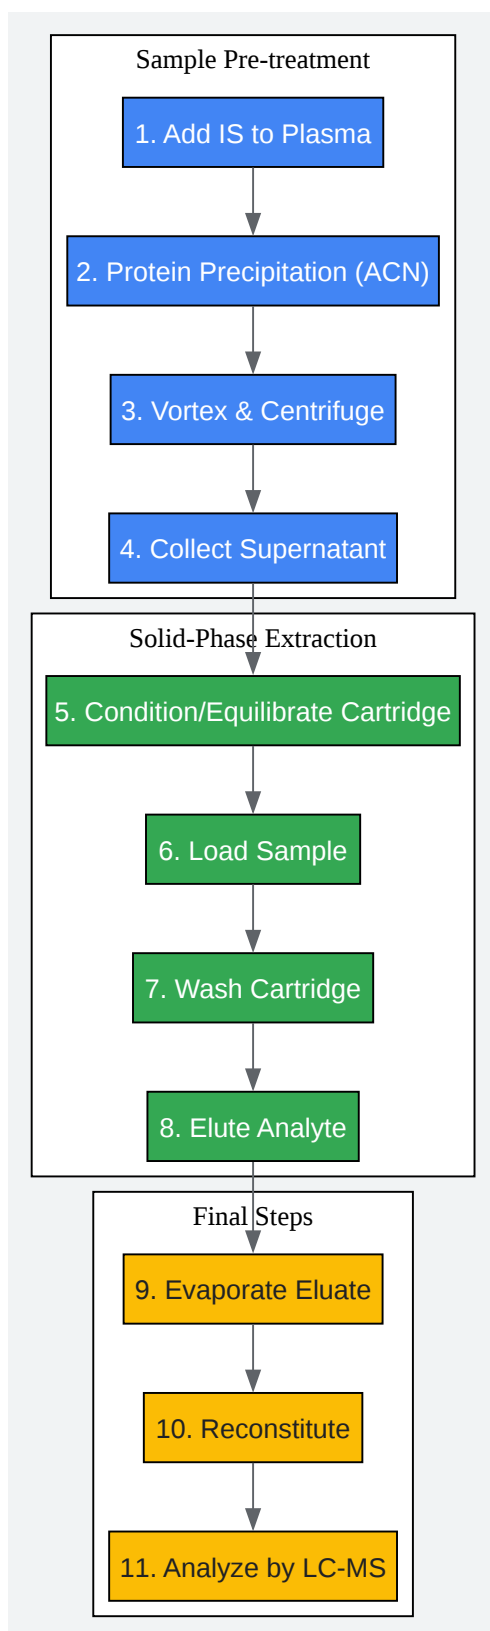 Sample Pre-treatment
1. Add IS to Plasma
2. Protein Precipitation (ACN)
3. Vortex & Centrifuge
4. Collect Supernatant
Solid-Phase Extraction
5. Condition/Equilibrate Cartridge
6. Load Sample
7. Wash Cartridge
8. Elute Analyte
Final Steps
9. Evaporate Eluate
10. Reconstitute
11. Analyze by LC-MS